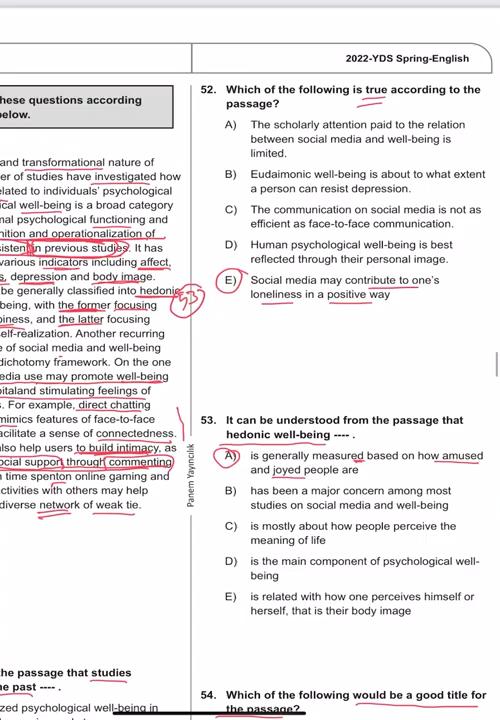 2022-YDS Spring-English
hese questions according
below.
and transformational nature of
er of studies have investigated how
elated to individuals' psychological
ical well-being is a broad category
nal psychological functioning and
nition and operationalization of
sistent in previous studies. It has
various indicators including affect,
s, depression and body image.
be generally classified into hedonic
being, with the former focusing
piness, and the latter focusing
self-realization. Another recurring
e of social media and well-being
dichotomy framework. On the one
edia use may promote well-being
pitaland stimulating feelings of
s. For example, direct chatting
mimics features of face-to-face
facilitate a sense of connectedness.
also help users to build intimacy, as
ocial support through commenting
n time spenton online gaming and
activities with others may help
diverse network of weak tie.
the passage that studies
he past ---- .
zed psychological well-being in
53
Panem Yayıncılık
52. Which of the following is true according to the
passage?
A) The scholarly attention paid to the relation
between social media and well-being is
limited.
B) Eudaimonic well-being is about to what extent
a person can resist depression.
C) The communication on social media is not as
efficient as face-to-face communication.
D) Human psychological well-being is best
reflected through their personal image.
E) Social media may contribute to one's
loneliness in a positive way
53. It can be understood from the passage that
hedonic well-being ---- .
A) is generally measured based on how amused
and joyed people are
B) has been a major concern among most
studies on social media and well-being
C) is mostly about how people perceive the
meaning of life
D) is the main component of psychological well-
being
E) is related with how one perceives himself or
herself, that is their body image
54. Which of the following would be a good title for
the passage?